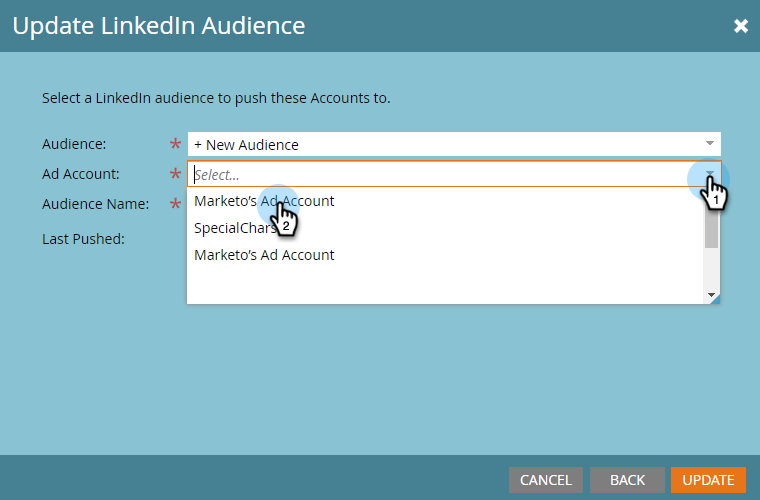 Update LinkedIn Audience
Select a LinkedIn audience to push these Accounts to.
Audience: * + New Audience
Ad Account: * Select...
1
Audience Name: * Marketo's Ad Account
2
SpecialChars
Last Pushed:
Marketo's Ad Account
CANCEL BACK UPDATE